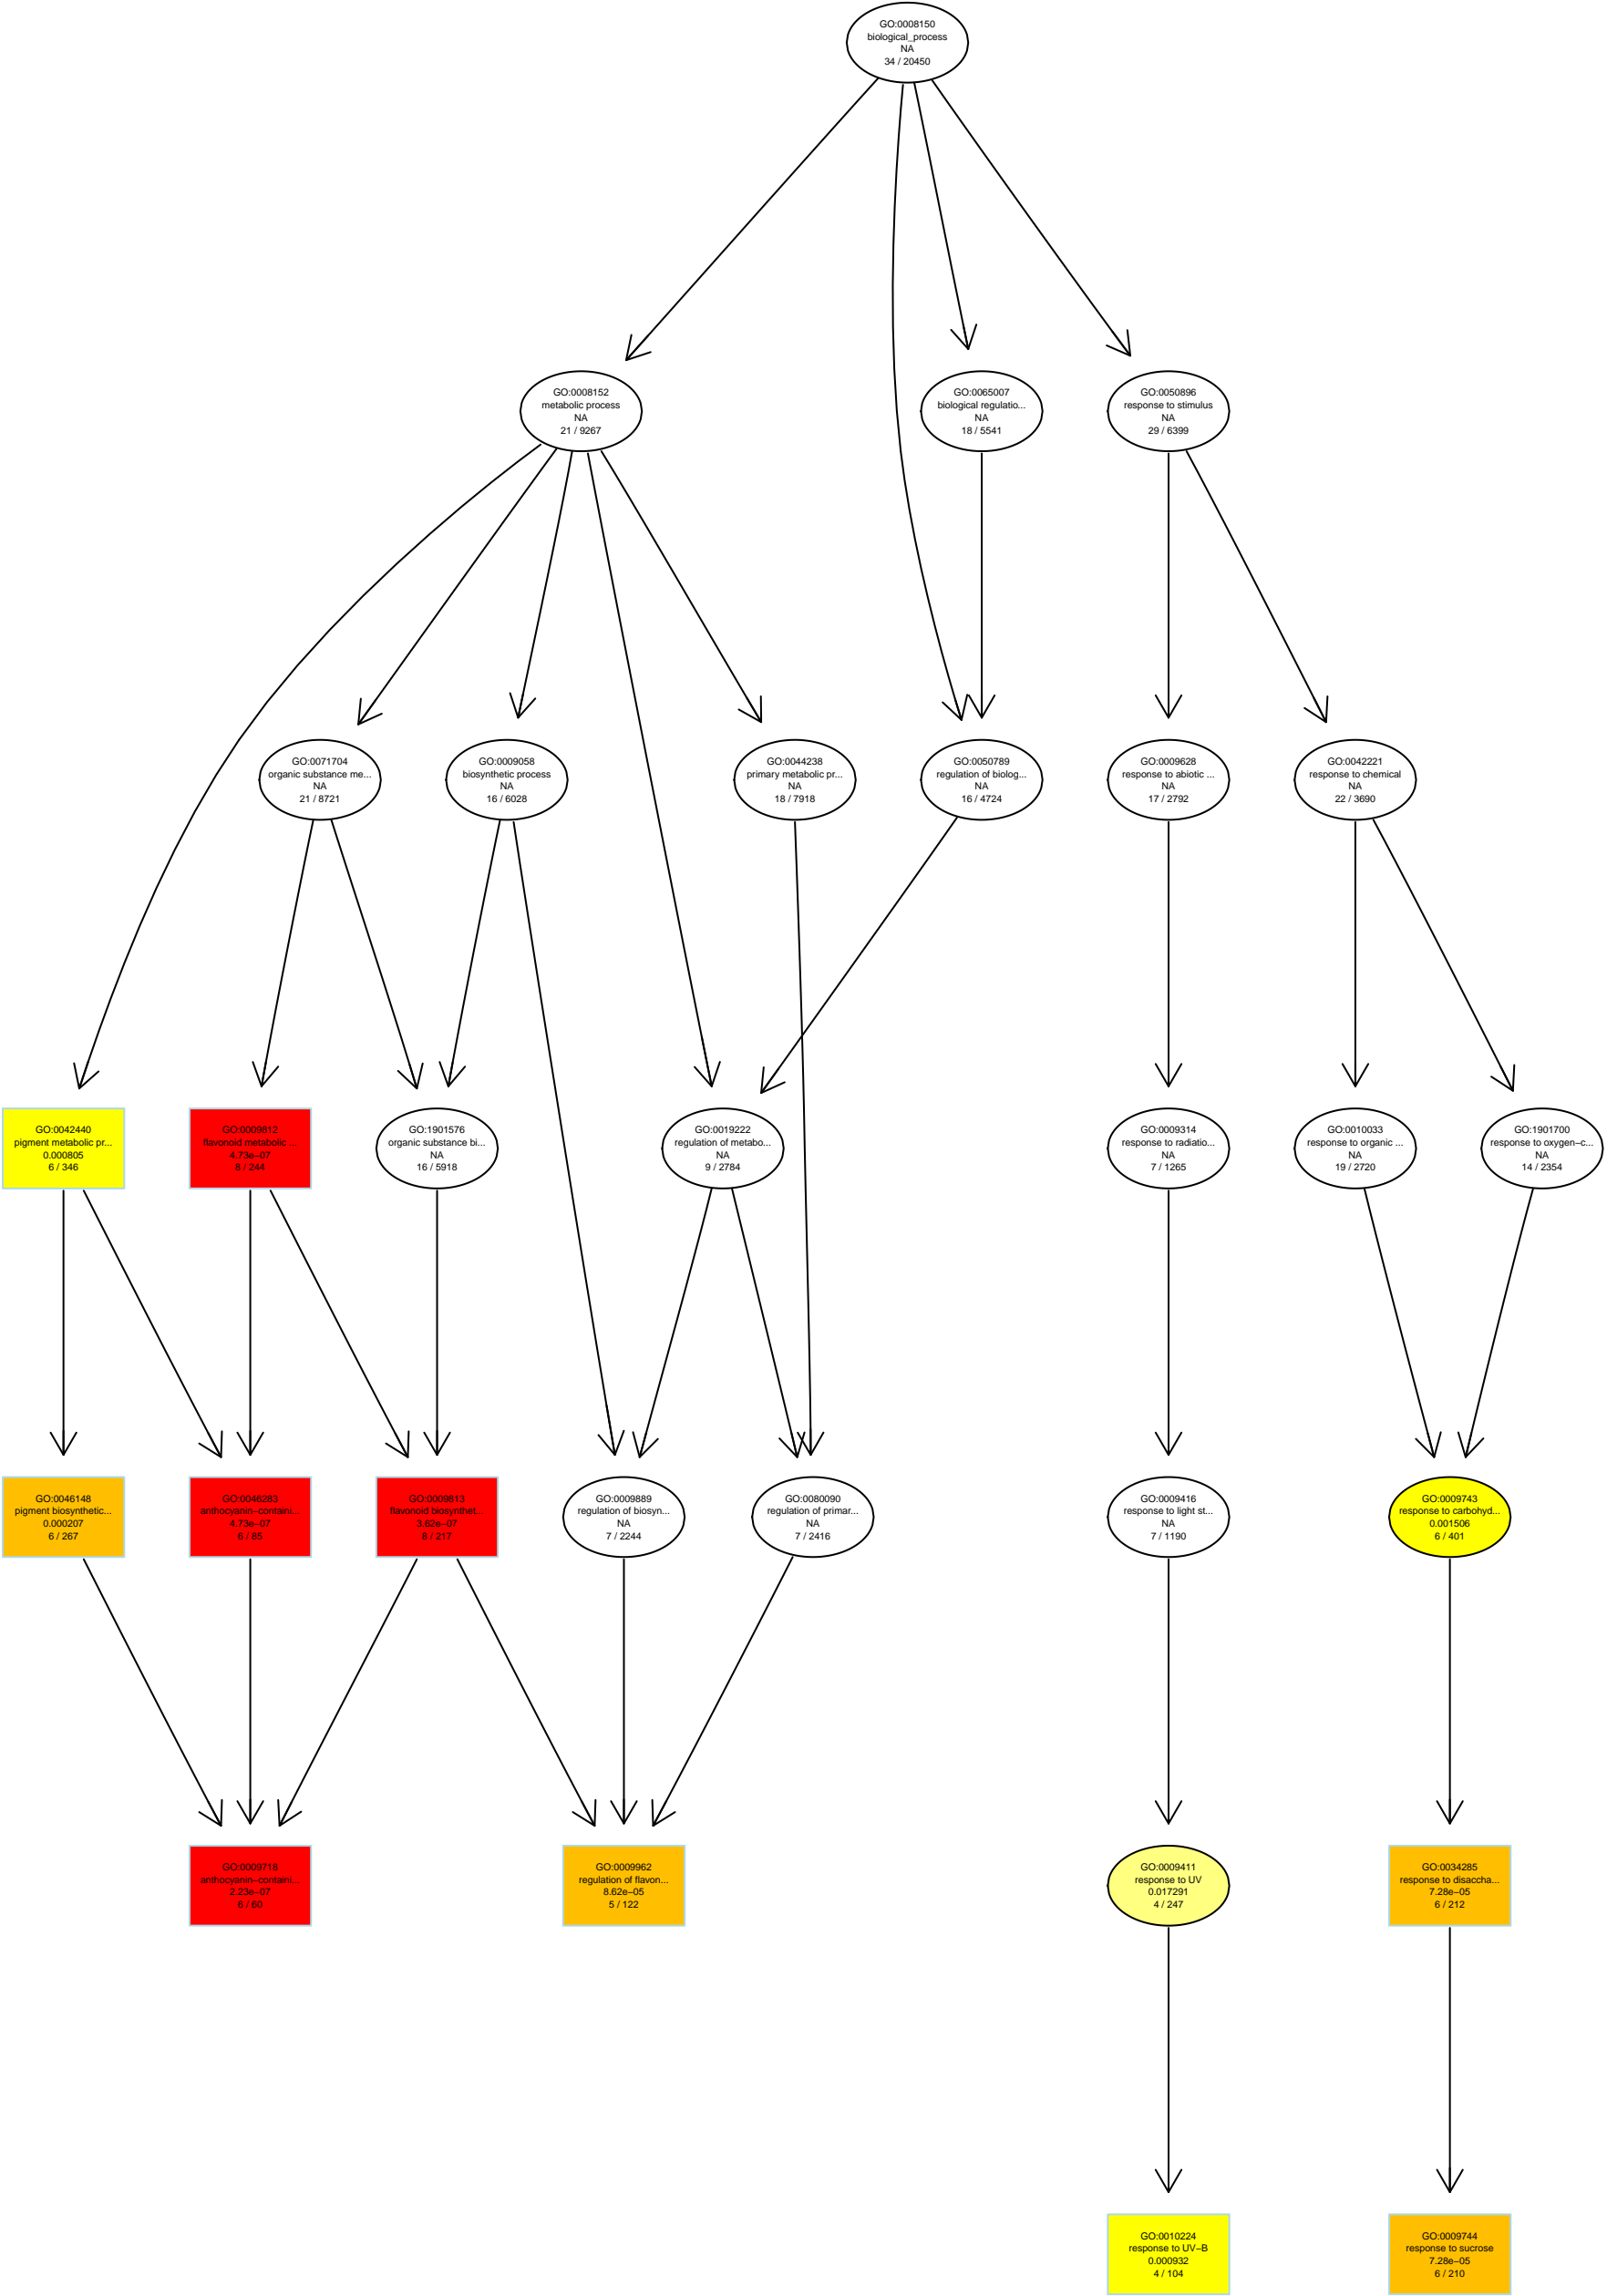 GO:0008150
biological_process
NA
34 / 20450
GO:0008152
metabolic process
NA
21 / 9267
GO:0065007
biological regulatio...
NA
18 / 5541
GO:0050896
response to stimulus
NA
29 / 6399
GO:0071704
organic substance me...
NA
21 / 8721
GO:0009058
biosynthetic process
NA
16 / 6028
GO:0044238
primary metabolic pr...
NA
18 / 7918
GO:0050789
regulation of biolog...
NA
16 / 4724
GO:0009628
response to abiotic ...
NA
17 / 2792
GO:0042221
response to chemical
NA
22 / 3690
GO:0042440
pigment metabolic pr...
0.000805
6 / 346
GO:0009812
flavonoid metabolic ...
4.73e−07
8 / 244
GO:1901576
organic substance bi...
NA
16 / 5918
GO:0019222
regulation of metabo...
NA
9 / 2784
GO:0009314
response to radiatio...
NA
7 / 1265
GO:0010033
response to organic ...
NA
19 / 2720
GO:1901700
response to oxygen−c...
NA
14 / 2354
GO:0046148
pigment biosynthetic...
0.000207
6 / 267
GO:0046283
anthocyanin−containi...
4.73e−07
6 / 85
GO:0009813
flavonoid biosynthet...
3.62e−07
8 / 217
GO:0009889
regulation of biosyn...
NA
7 / 2244
GO:0080090
regulation of primar...
NA
7 / 2416
GO:0009416
response to light st...
NA
7 / 1190
GO:0009743
response to carbohyd...
0.001506
6 / 401
GO:0009718
anthocyanin−containi...
2.23e−07
6 / 60
GO:0009962
regulation of flavon...
8.62e−05
5 / 122
GO:0009411
response to UV
0.017291
4 / 247
GO:0034285
response to disaccha...
7.28e−05
6 / 212
GO:0010224
response to UV−B
0.000932
4 / 104
GO:0009744
response to sucrose
7.28e−05
6 / 210